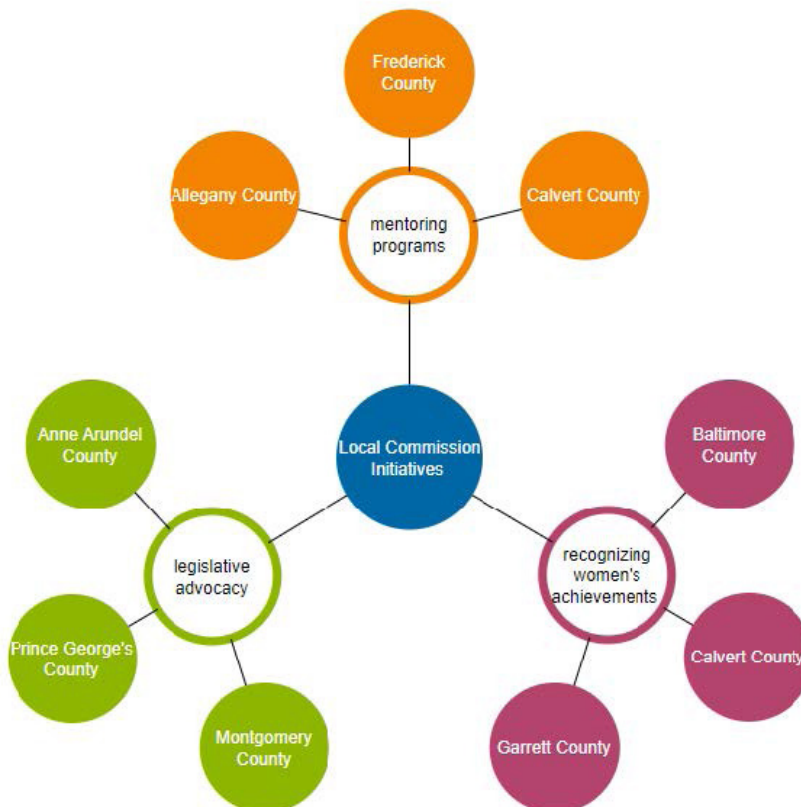 Frederick
County
Allegany County
Calvert County
mentoring
programs
Local Commission
Initiatives
Anne Arundel
County
legislative
advocacy
Prince George's
County
Montgomery
County
Baltimore
County
recognizing
women's
achievements
Calvert County
Garrett County